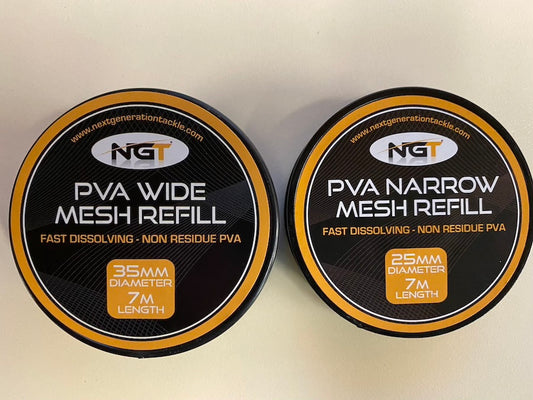 www.nextgenerationtackle.com
NGT
PVA WIDE
MESH REFILL
FAST DISSOLVING - NON RESIDUE PVA
35MM
DIAMETER
7M
LENGTH
www.nextgenerationtackle.com
NGT
PVA NARROW
MESH REFILL
FAST DISSOLVING - NON RESIDUE PVA
25MM
DIAMETER
7M
LENGTH